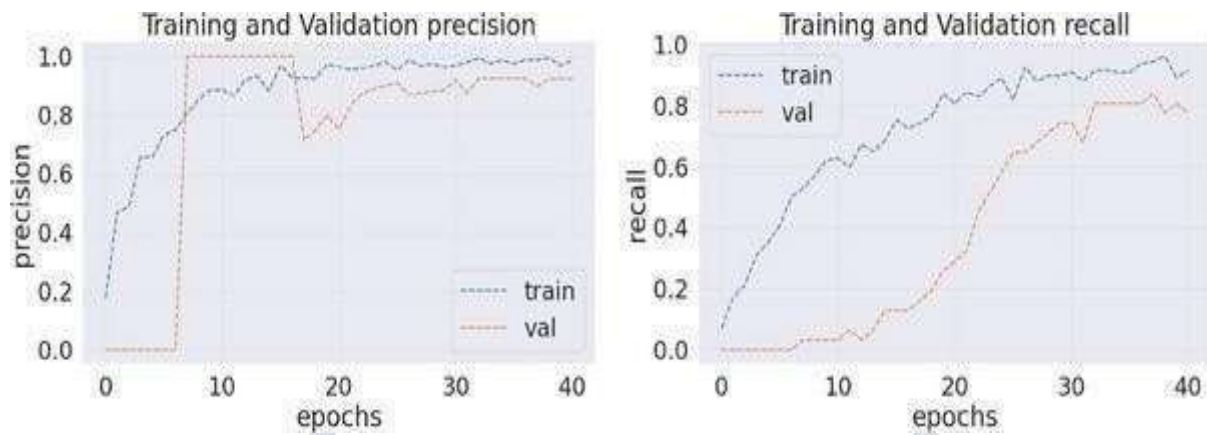 Training and Validation precision
precision
1.0
0.8
0.6
0.4
0.2
0.0
train
val
0 10 20 30 40
epochs
Training and Validation recall
recall
1.0
0.8
0.6
0.4
0.2
0.0
train
val
0 10 20 30 40
epochs